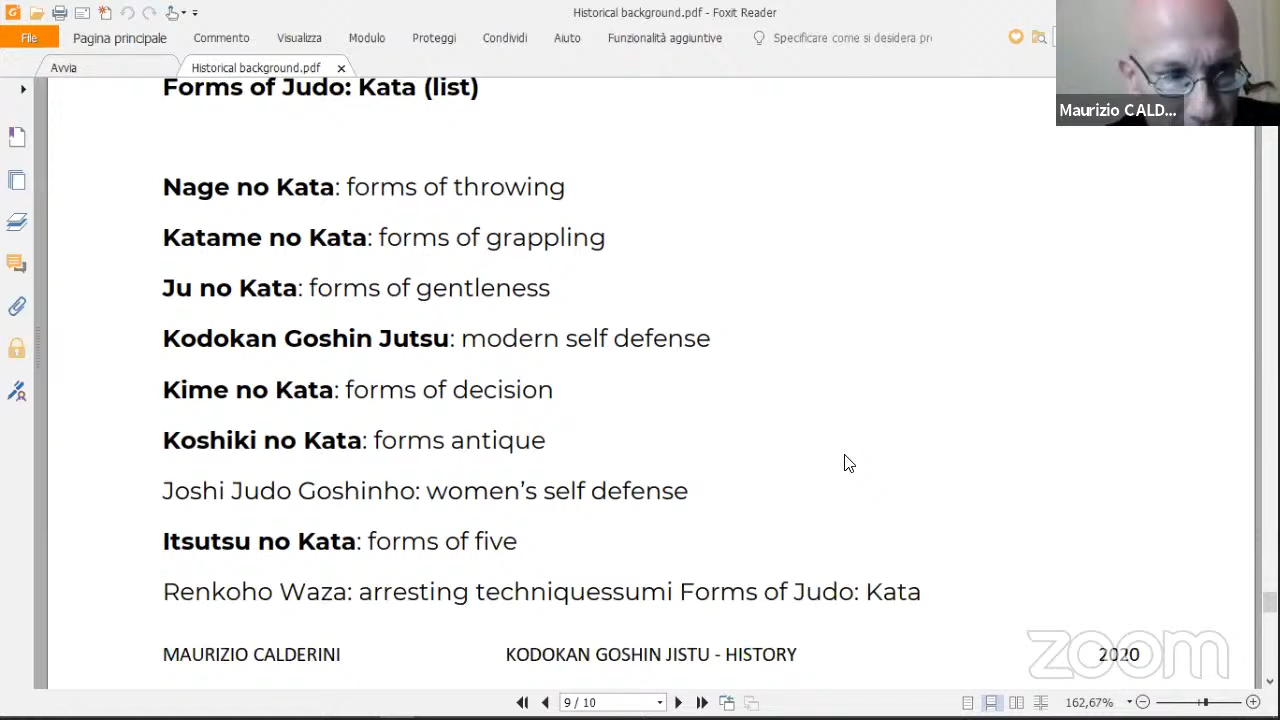 Historical background.pdf - Foxit Reader
File Pagina principale Commento Visualizza Modulo Proteggi Condividi Aiuto Funzionalità aggiuntive Specificare come si desidera pro
Avvia Historical background.pdf
Maurizio CALD...
Forms of Judo: Kata (list)
Nage no Kata: forms of throwing
Katame no Kata: forms of grappling
Ju no Kata: forms of gentleness
Kodokan Goshin Jutsu: modern self defense
Kime no Kata: forms of decision
Koshiki no Kata: forms antique
Joshi Judo Goshinho: women’s self defense
Itsutsu no Kata: forms of five
Renkoho Waza: arresting techniquessumi Forms of Judo: Kata
MAURIZIO CALDERINI KODOKAN GOSHIN JISTU - HISTORY 2020
zoom
9 / 10 162,67%